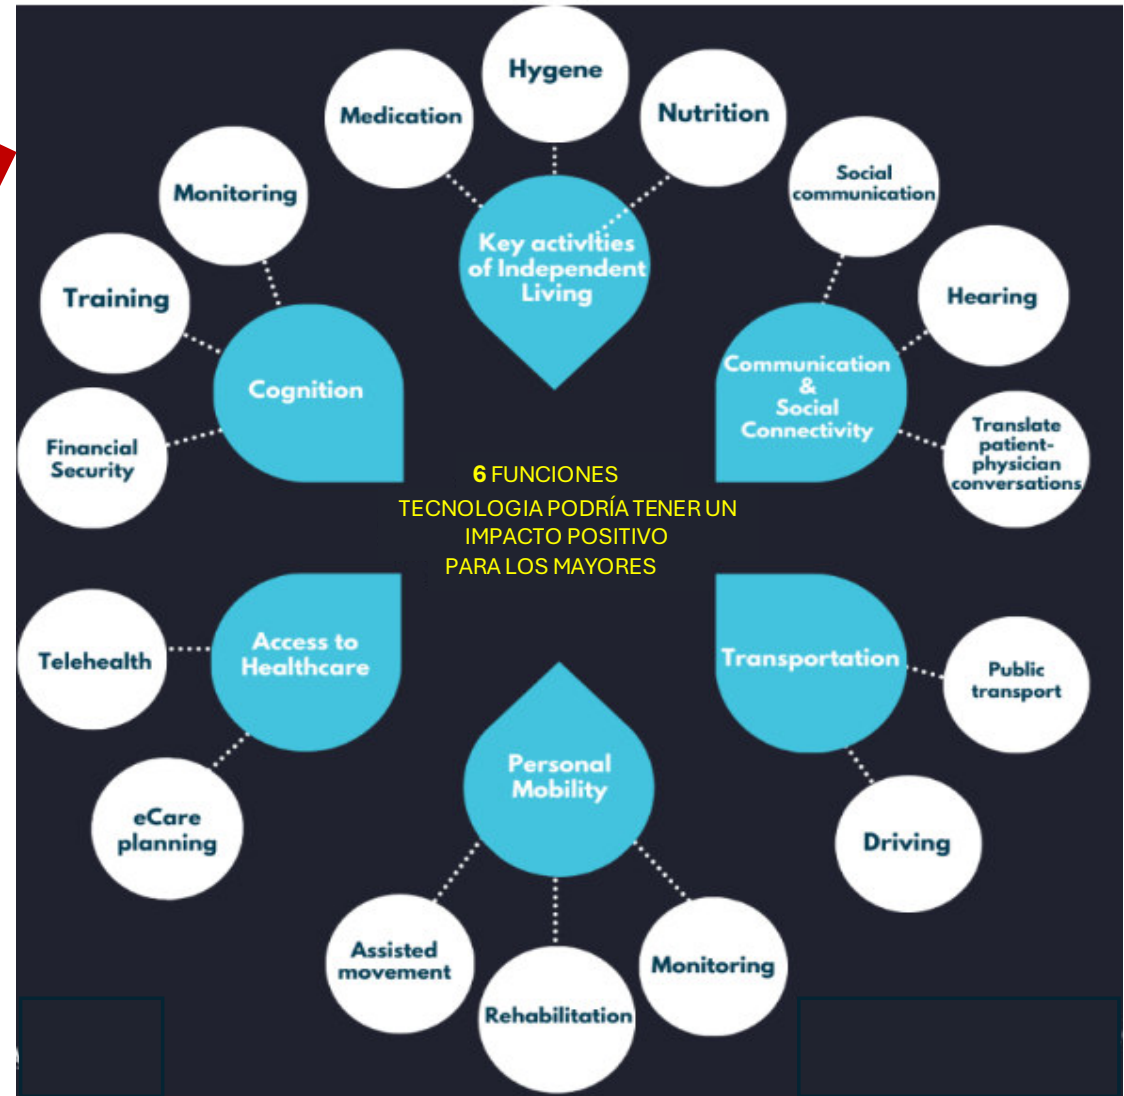 Hygene
Medication
Nutrition
Monitoring
Social
communication
Key activities
of Independent
Living
Training
Hearing
Cognition
Communication
&
Social
Connectivity
Financial
Security
Translate
patient-
physician
conversations
6 FUNCIONES
TECNOLOGIA PODRÍA TENER UN
IMPACTO POSITIVO
PARA LOS MAYORES
Telehealth
Access to
Healthcare
Transportation
Public
transport
Personal
Mobility
eCare
planning
Driving
Assisted
movement
Monitoring
Rehabilitation